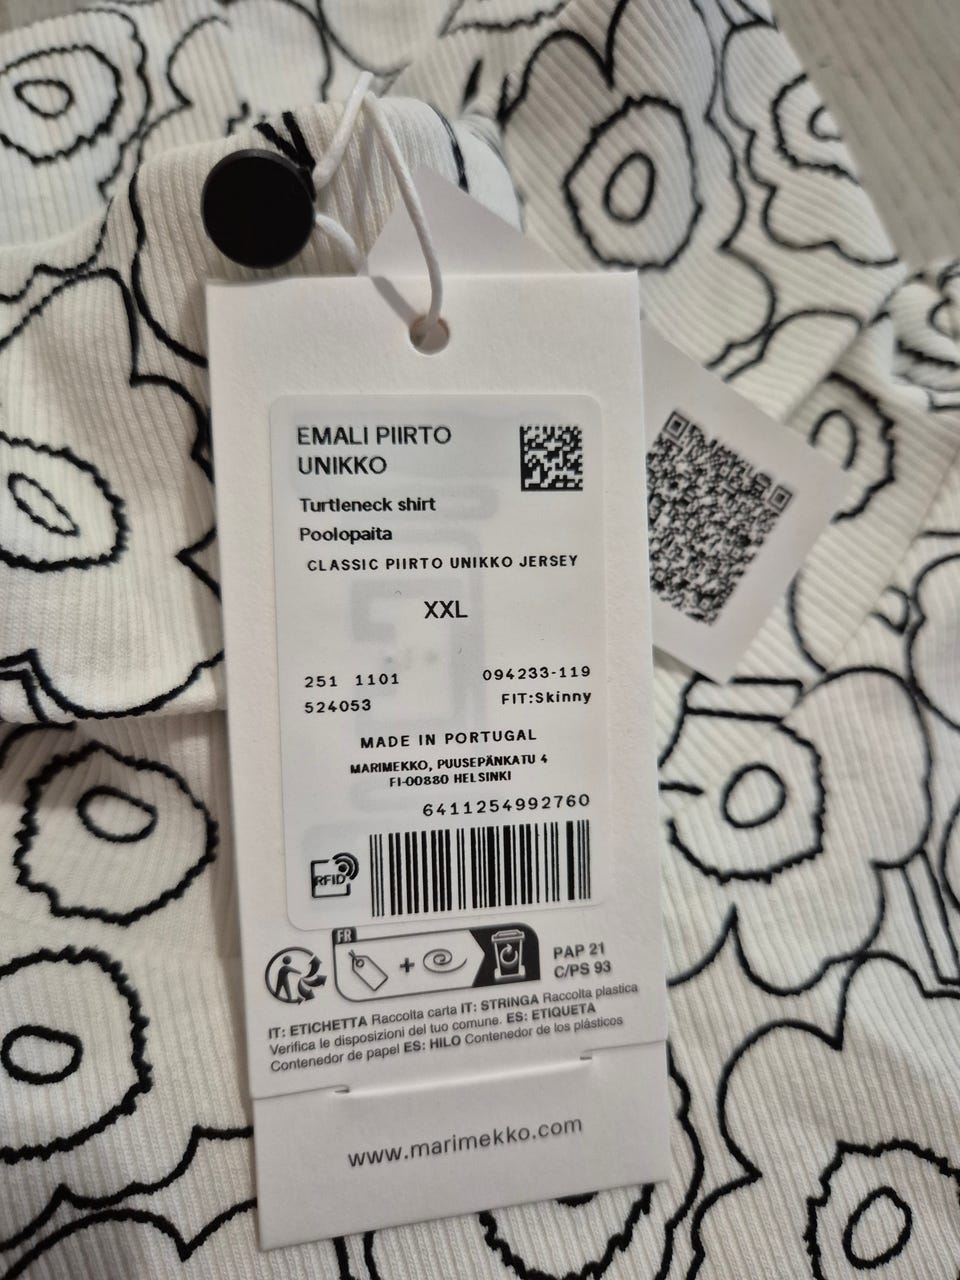 EMALI PIIRTO
UNIKKO
Turtleneck shirt
Poolopaita
CLASSIC PIIRTO UNIKKO JERSEY
XXL
251 1101 094233-119
524053 FIT:Skinny
MADE IN PORTUGAL
MARIMEKKO, PUUSEPÄNKATU 4
FI-00880 HELSINKI
6411254992760
RFID
FR
+
PAP 21
C/PS 93
IT: ETICHETTA Raccolta carta IT: STRINGA Raccolta plastica
Verifica le disposizioni del tuo comune. ES: ETIQUETA
Contenedor de papel ES: HILO Contenedor de los plásticos
www.marimekko.com